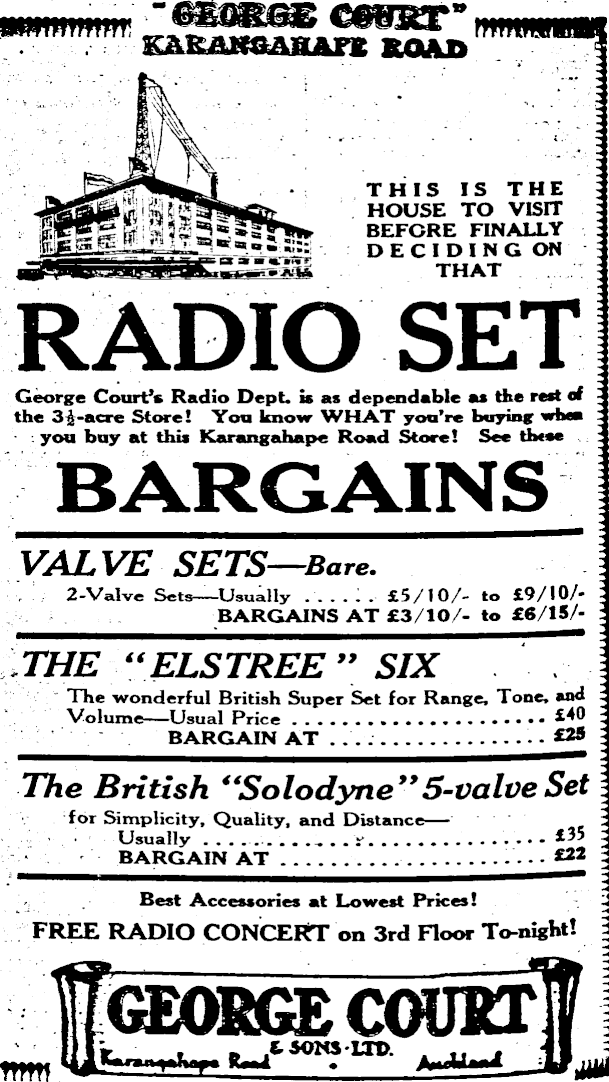 "GEORGE COURT"
KARANGAHAPE ROAD
THIS IS THE
HOUSE TO VISIT
BEFORE FINALLY
DECIDING ON
THAT
RADIO SET
George Court's Radio Dept. is as dependable as the rest of
the 3½-acre Store! You know WHAT you're buying when
you buy at this Karangahape Road Store! See these
BARGAINS
VALVE SETS—Bare.
2-Valve Sets—Usually ...... £5/10/- to £9/10/-
BARGAINS AT £3/10/- to £6/15/-
THE "ELSTREE" SIX
The wonderful British Super Set for Range, Tone, and
Volume—Usual Price ...................... £40
BARGAIN AT ................... £25
The British "Solodyne" 5-valve Set
for Simplicity, Quality, and Distance—
Usually .............................. £35
BARGAIN AT ....................... £22
Best Accessories at Lowest Prices!
FREE RADIO CONCERT on 3rd Floor To-night!
GEORGE COURT
& SONS·LTD.
Karangahape Road • Auckland